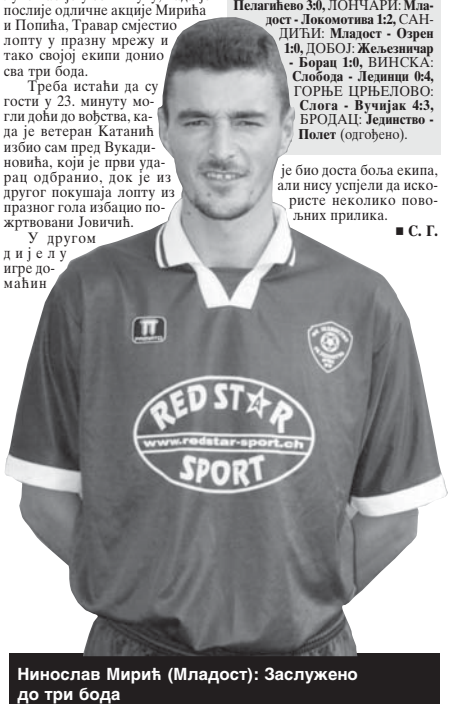 послије одличне акције Мирића
и Попића, Травар смјестио
лопту у празну мрежу и
тако својој екипи донио
сва три бода.
Треба истаћи да су
гости у 23. минуту мо-
гли доћи до вођства, ка-
да је ветеран Катанић
избио сам пред Вукади-
новића, који је први уда-
рац одбранио, док је из
другог покушаја лопту из
празног гола избацио по-
жртвовани Јовичић.
У другом
дијелу
игре до-
маћин
је био доста боља екипа,
али нису успјели да иско-
ристе неколико пово-
љних прилика.
■ С. Г.
Пелагићево 3:0, ЛОНЧАРИ: Мла-
дост - Локомотива 1:2, САН-
ДИЋИ: Младост - Озрен
1:0, ДОБОЈ: Жељезничар
- Борац 1:0, ВИНСКА:
Слобода - Лединци 0:4,
ГОРЊЕ ЦРЊЕЛОВО:
Слога - Вучијак 4:3,
БРОДАЦ: Јединство -
Полет (одгођено).
RED STAR
www.redstar-sport.ch
SPORT
Нинослав Мирић (Младост): Заслужено
до три бода